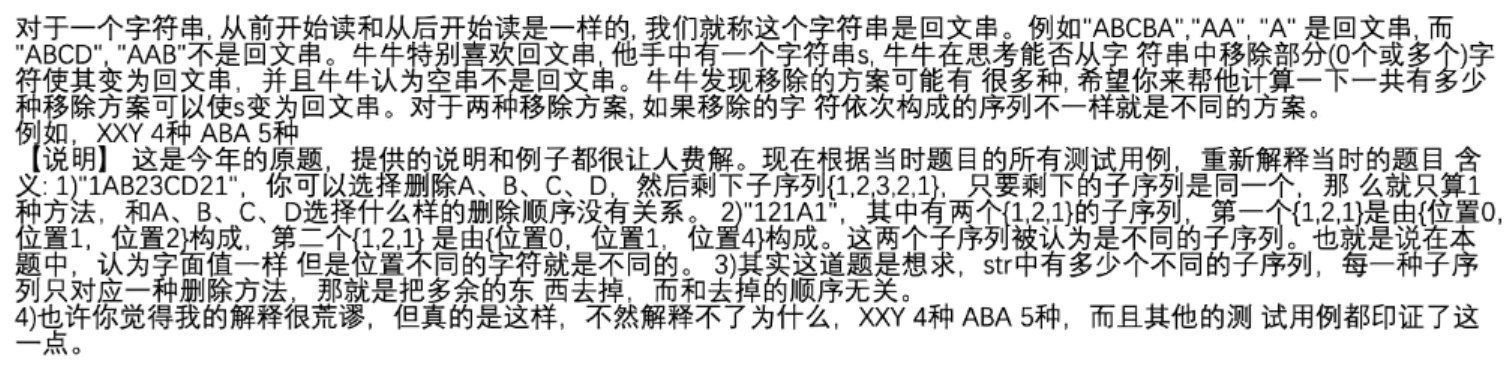 对于一个字符串, 从前开始读和从后开始读是一样的, 我们就称这个字符串是回文串。例如"ABCBA","AA", "A" 是回文串, 而
"ABCD", "AAB"不是回文串。牛牛特别喜欢回文串, 他手中有一个字符串s, 牛牛在思考能否从字 符串中移除部分(0个或多个)字
符使其变为回文串，并且牛牛认为空串不是回文串。牛牛发现移除的方案可能有 很多种, 希望你来帮他计算一下一共有多少
种移除方案可以使s变为回文串。对于两种移除方案, 如果移除的字 符依次构成的序列不一样就是不同的方案。
例如，XXY 4种 ABA 5种
【说明】 这是今年的原题，提供的说明和例子都很让人费解。现在根据当时题目的所有测试用例，重新解释当时的题目 含
义: 1)"1AB23CD21"，你可以选择删除A、B、C、D，然后剩下子序列{1,2,3,2,1}，只要剩下的子序列是同一个，那 么就只算1
种方法，和A、B、C、D选择什么样的删除顺序没有关系。 2)"121A1"，其中有两个{1,2,1}的子序列，第一个{1,2,1}是由{位置0,
位置1，位置2}构成，第二个{1,2,1} 是由{位置0，位置1，位置4}构成。这两个子序列被认为是不同的子序列。也就是说在本
题中，认为字面值一样 但是位置不同的字符就是不同的。 3)其实这道题是想求，str中有多少个不同的子序列，每一种子序
列只对应一种删除方法，那就是把多余的东 西去掉，而和去掉的顺序无关。
4)也许你觉得我的解释很荒谬，但真的是这样，不然解释不了为什么，XXY 4种 ABA 5种，而且其他的测 试用例都印证了这
一点。